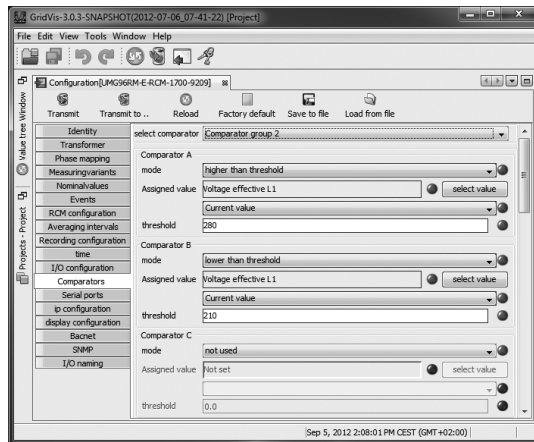 GridVis-3.0.3-SNAPSHOT(2012-07-06_07-41-22) [Project]
File Edit View Tools Window Help
Value tree Window
Projects - Project
Configuration[UMG96RM-E-RCM-1700-9209]
Transmit
Transmit to ..
Reload
Factory default
Save to file
Load from file
Identity
Transformer
Phase mapping
Measuringvariants
Nominalvalues
Events
RCM configuration
Averaging intervals
Recording configuration
time
I/O configuration
Comparators
Serial ports
ip configuration
display configuration
Bacnet
SNMP
I/O naming
select comparator Comparator group 2
Comparator A
mode higher than threshold
Assigned value Voltage effective L1 select value
Current value
threshold 280
Comparator B
mode lower than threshold
Assigned value Voltage effective L1 select value
Current value
threshold 210
Comparator C
mode not used
Assigned value Not set select value
threshold 0.0
Sep 5, 2012 2:08:01 PM CEST (GMT+02:00)